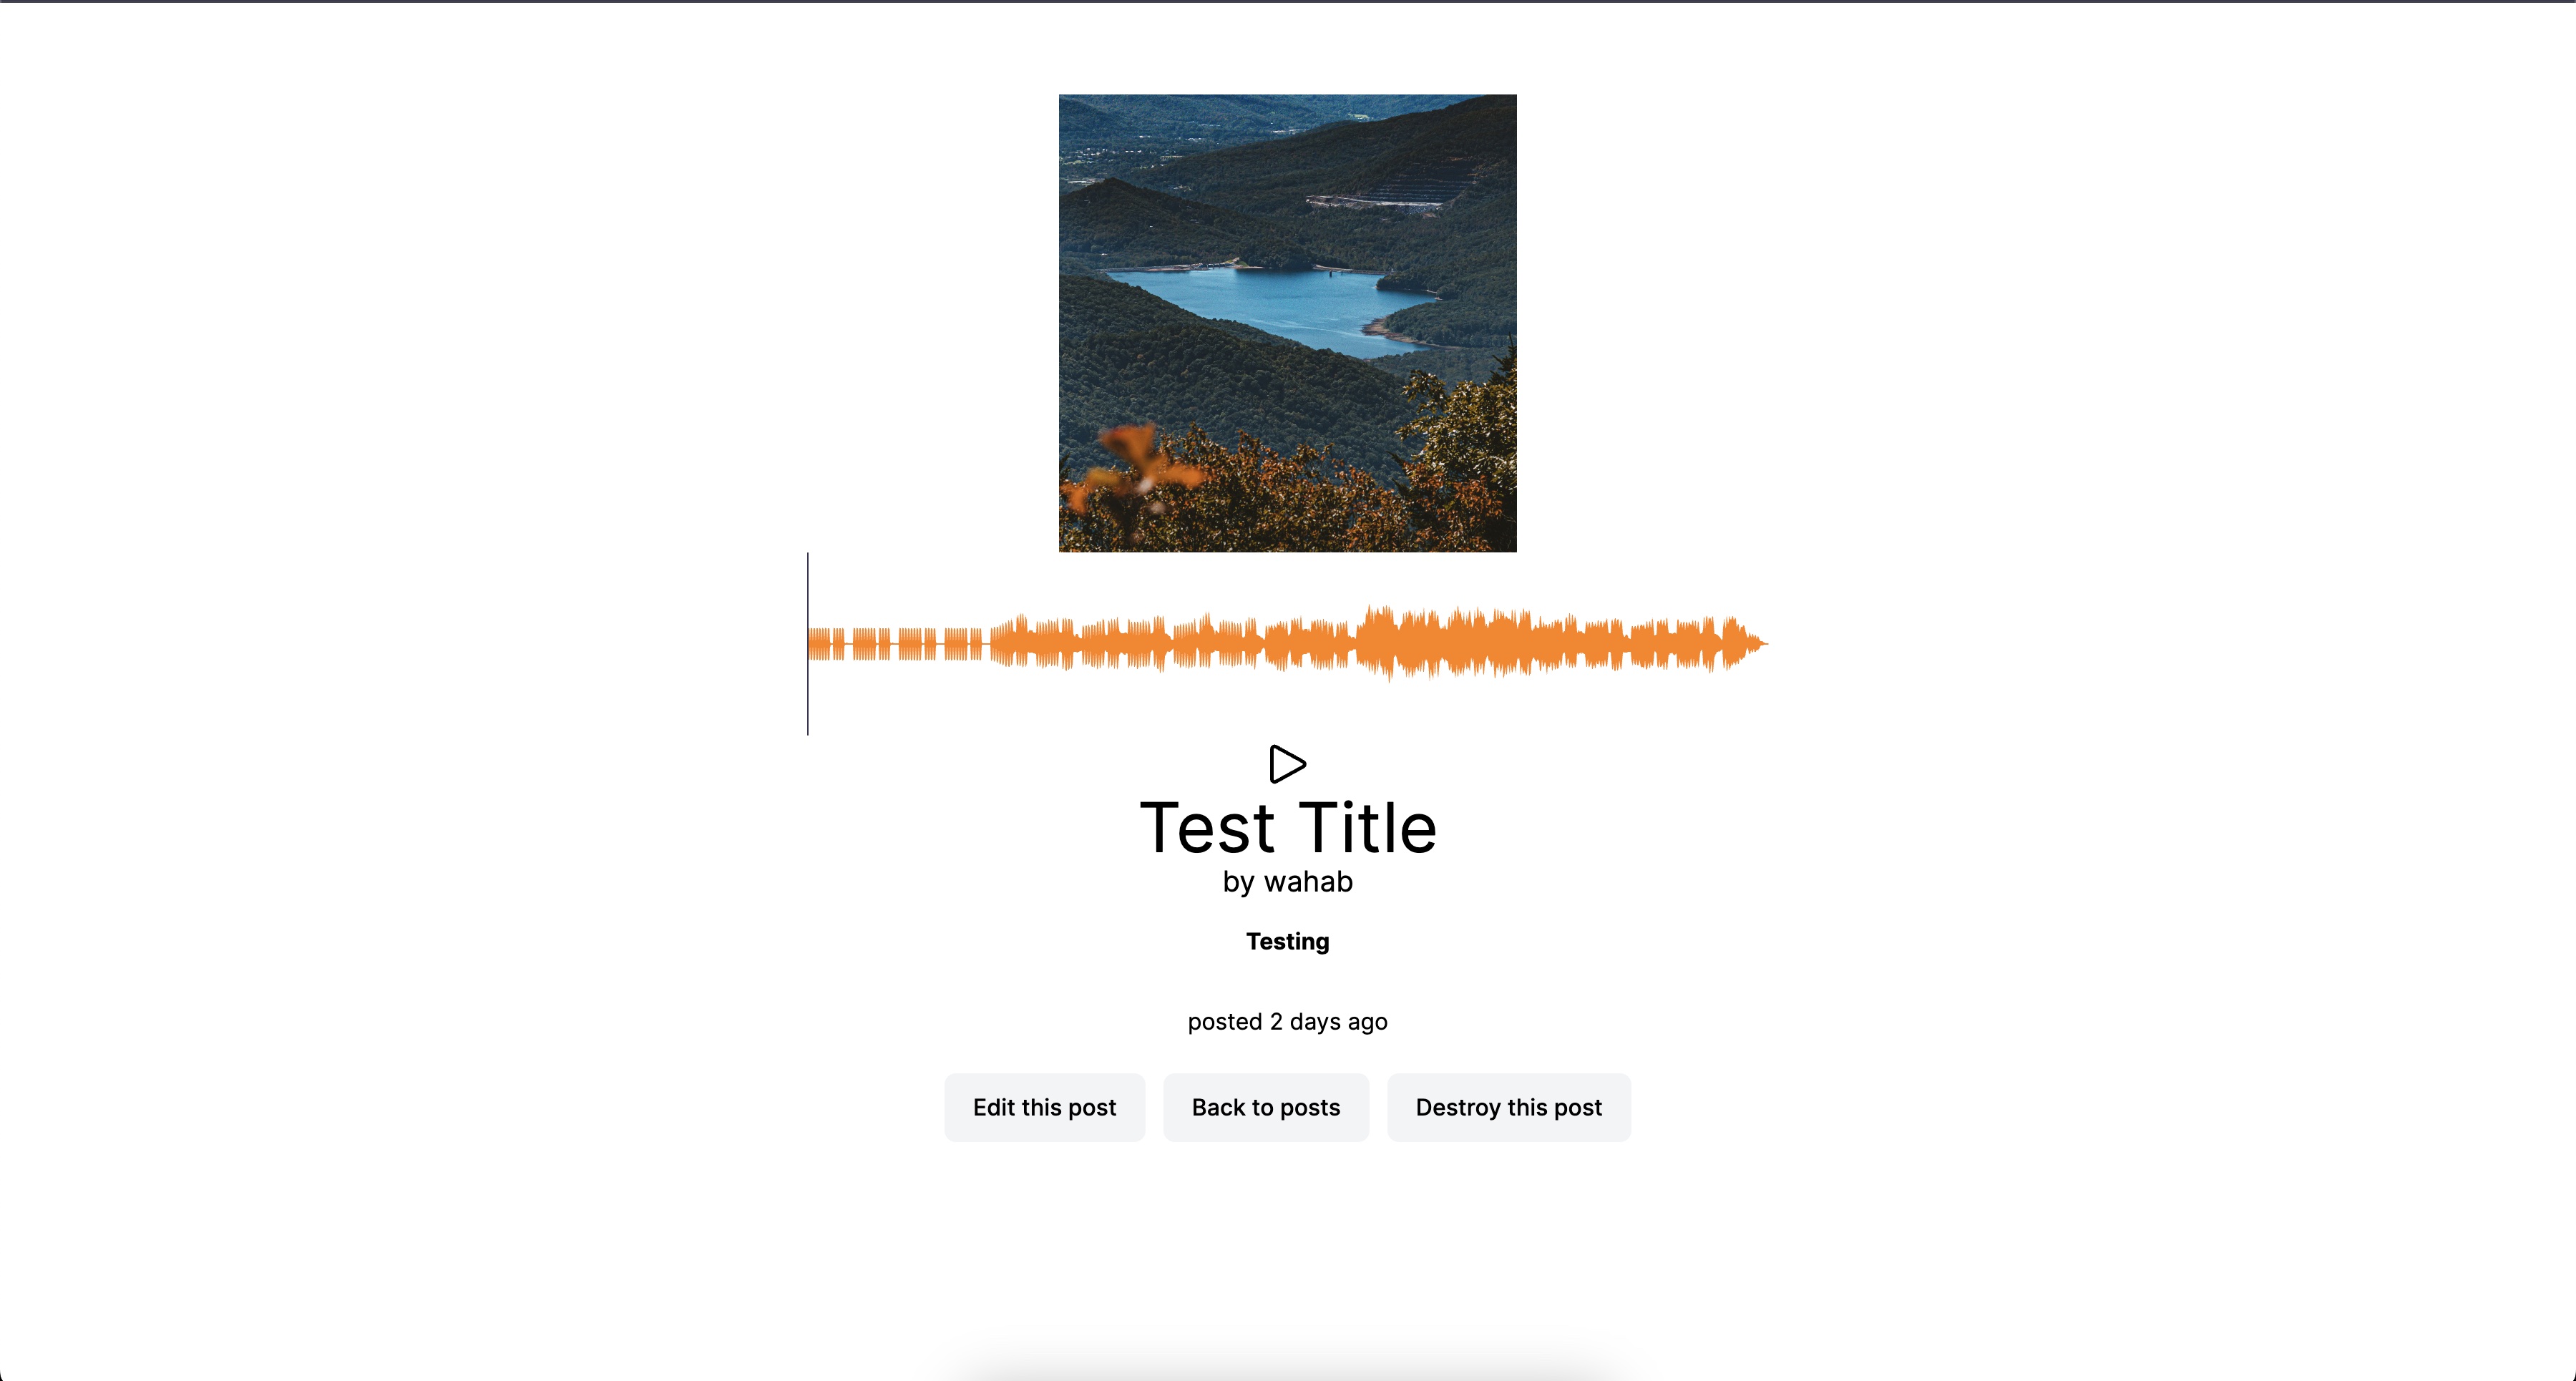 Test Title
by wahab
Testing
posted 2 days ago
Edit this post
Back to posts
Destroy this post